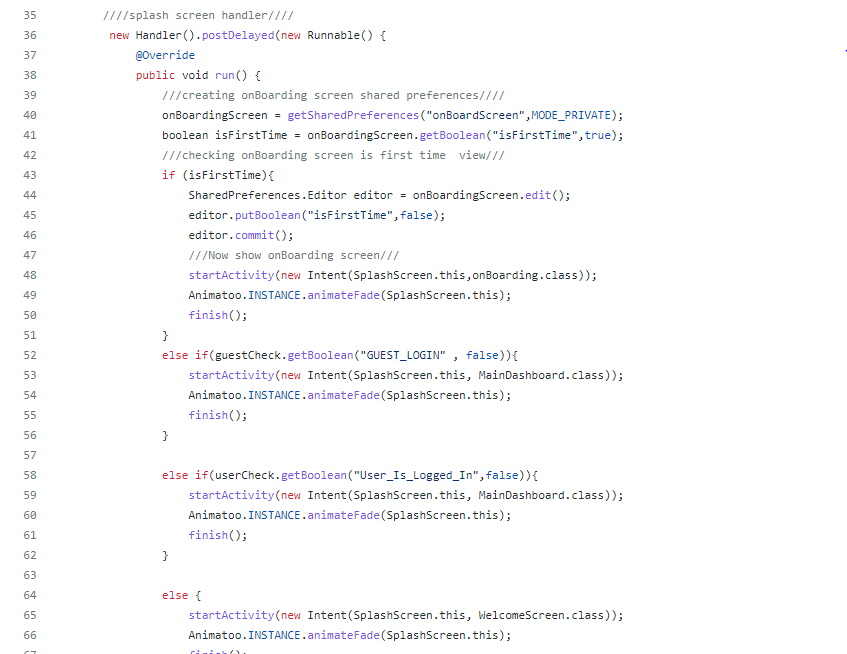 35 ////splash screen handler////
36 new Handler().postDelayed(new Runnable() {
37 @Override
38 public void run() {
39 ///creating onBoarding screen shared preferences////
40 onBoardingScreen = getSharedPreferences("onBoardScreen",MODE_PRIVATE);
41 boolean isFirstTime = onBoardingScreen.getBoolean("isFirstTime",true);
42 ///checking onBoarding screen is first time  view///
43 if (isFirstTime){
44 SharedPreferences.Editor editor = onBoardingScreen.edit();
45 editor.putBoolean("isFirstTime",false);
46 editor.commit();
47 ///Now show onBoarding screen///
48 startActivity(new Intent(SplashScreen.this,onBoarding.class));
49 Animatoo.INSTANCE.animateFade(SplashScreen.this);
50 finish();
51 }
52 else if(guestCheck.getBoolean("GUEST_LOGIN" , false)){
53 startActivity(new Intent(SplashScreen.this, MainDashboard.class));
54 Animatoo.INSTANCE.animateFade(SplashScreen.this);
55 finish();
56 }
57
58 else if(userCheck.getBoolean("User_Is_Logged_In",false)){
59 startActivity(new Intent(SplashScreen.this, MainDashboard.class));
60 Animatoo.INSTANCE.animateFade(SplashScreen.this);
61 finish();
62 }
63
64 else {
65 startActivity(new Intent(SplashScreen.this, WelcomeScreen.class));
66 Animatoo.INSTANCE.animateFade(SplashScreen.this);